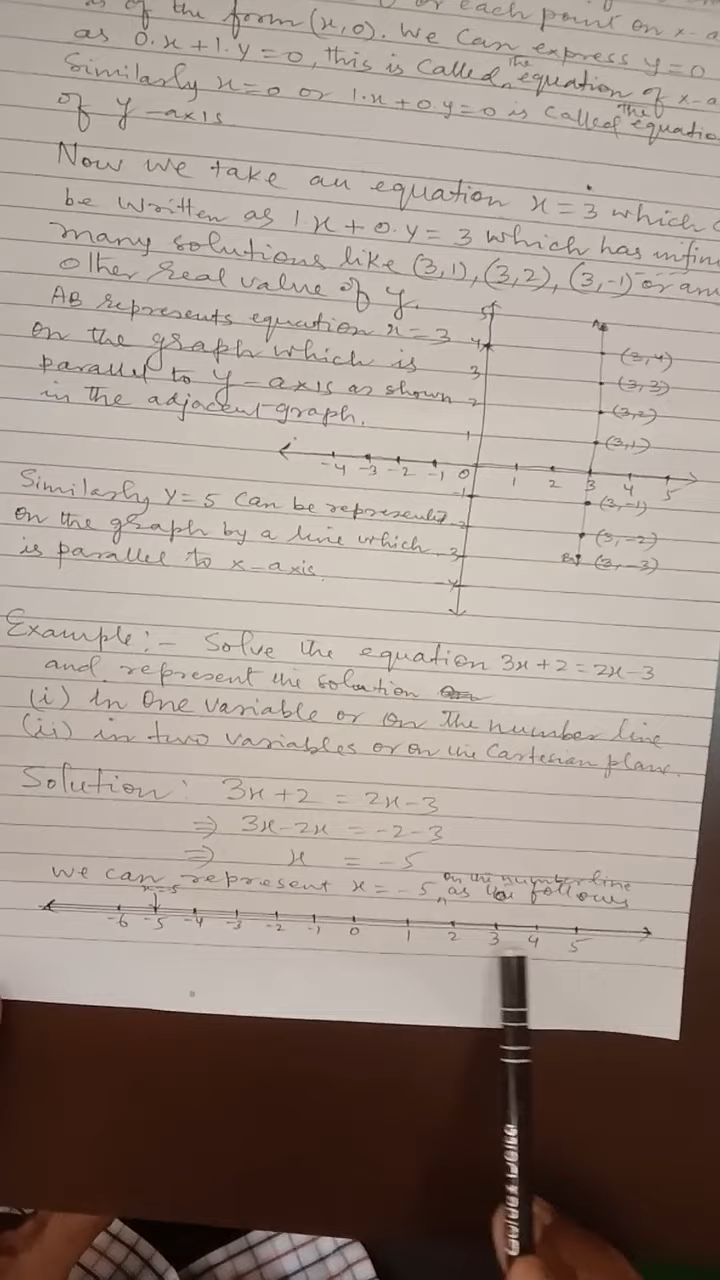 is of the form (x,0). We can express y=0
or each point on x-a
as 0.x+1.y=0, this is called the equation of x-a
Similarly x=0 or 1.x+0.y=0 is called the equatio
of y-axis
Now we take an equation x=3 which c
be written as 1.x+0.y=3 which has infin
many solutions like (3,1),(3,2),(3,-1) or an
other real value of y.
AB represents equation x=3
on the graph which is
parallel to y-axis as shown
in the adjacent graph.
5
4
3
2
1
0
-1
-4 -3 -2 -1
1 2 3 4 5
A
(3,4)
(3,3)
(3,2)
(3,1)
(3,-1)
(3,-2)
B (3,-3)
Similarly y=5 can be represented
on the graph by a line which
is parallel to x-axis.
Example:- Solve the equation 3x+2=2x-3
and represent the solution
(i) in one variable or on the number line
(ii) in two variables or on the Cartesian plane.
Solution: 3x+2 = 2x-3
⇒ 3x-2x = -2-3
⇒ x = -5
we can represent x=-5 on the number line as follows
-6 -5 -4 -3 -2 -1 0 1 2 3 4 5